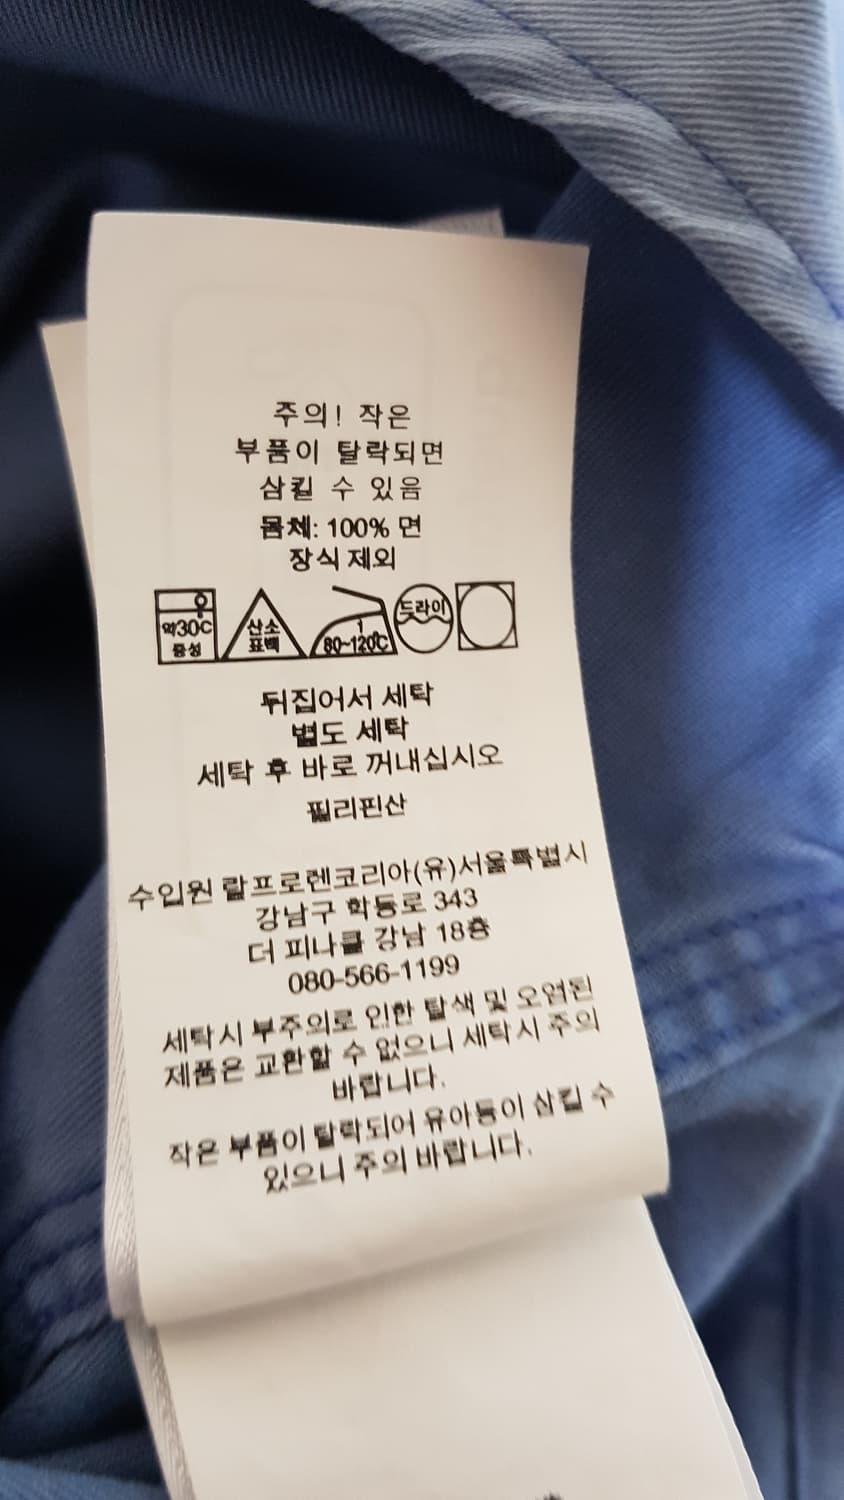 주의! 작은
부품이 탈락되면
삼킬 수 있음
몸체: 100% 면
장식 제외
약30C 중성
산소 표백
1 80~120℃
드라이
뒤집어서 세탁
별도 세탁
세탁 후 바로 꺼내십시오
필리핀산
수입원 랄프로렌코리아(유)서울특별시
강남구 학동로 343
더 피나클 강남 18층
080-566-1199
세탁시 부주의로 인한 탈색 및 오염된
제품은 교환할 수 없으니 세탁시 주의
바랍니다.
작은 부품이 탈락되어 유아등이 삼킬 수
있으니 주의 바랍니다.